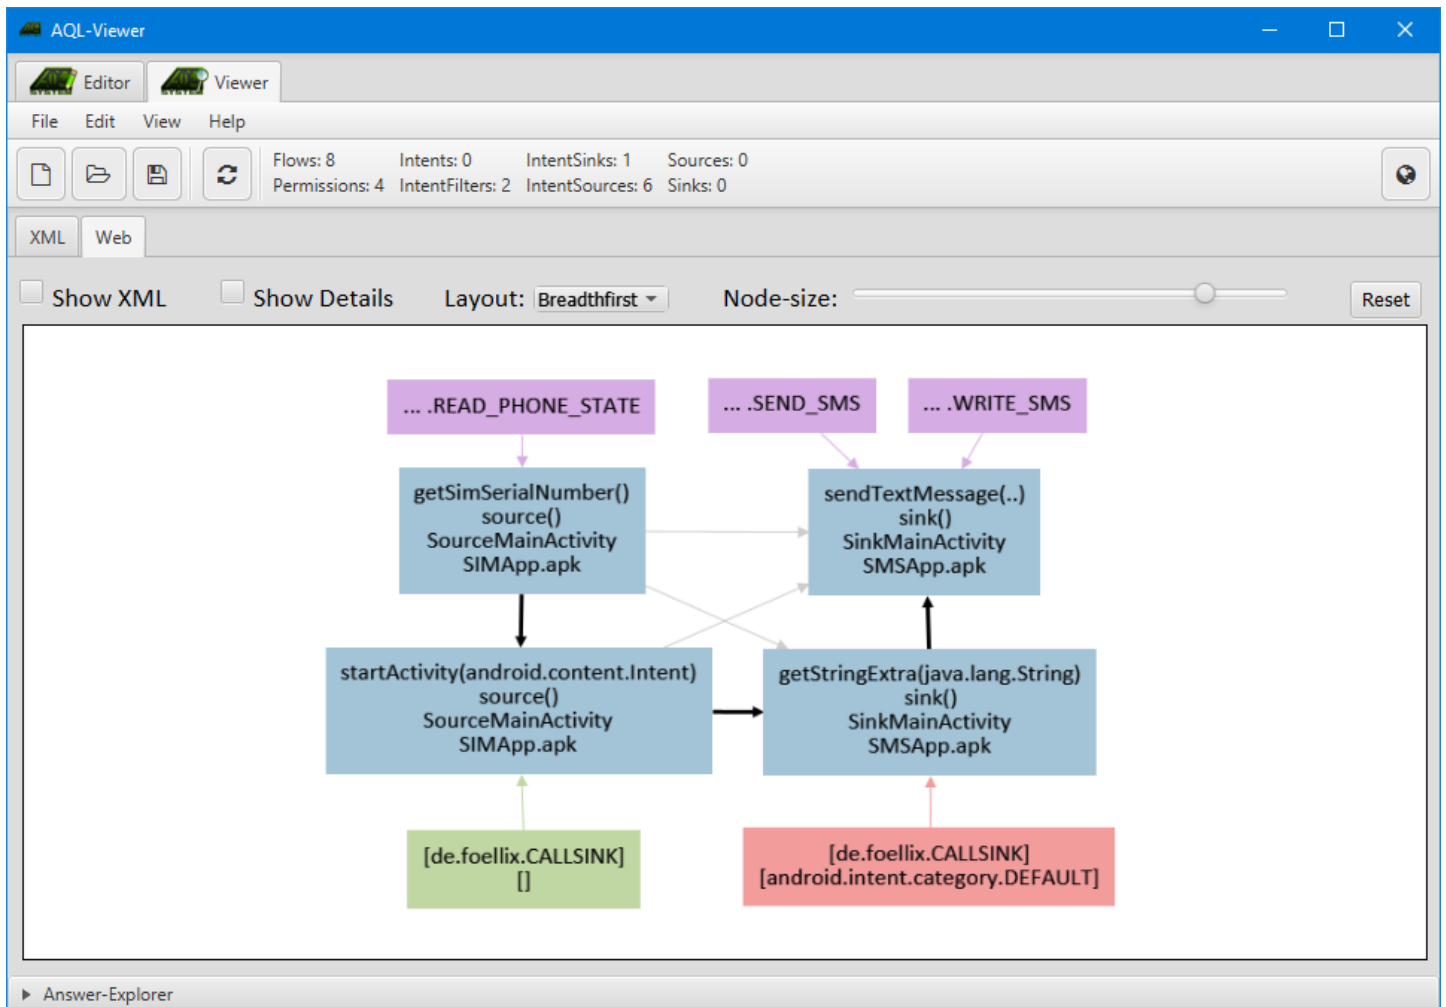 AQL-Viewer
Editor
Viewer
File Edit View Help
Flows: 8 Intents: 0 IntentSinks: 1 Sources: 0
Permissions: 4 IntentFilters: 2 IntentSources: 6 Sinks: 0
XML Web
Show XML Show Details Layout: Breadthfirst Node-size: Reset
... .READ_PHONE_STATE
... .SEND_SMS
... .WRITE_SMS
getSimSerialNumber()
source()
SourceMainActivity
SIMApp.apk
sendTextMessage(..)
sink()
SinkMainActivity
SMSApp.apk
startActivity(android.content.Intent)
source()
SourceMainActivity
SIMApp.apk
getStringExtra(java.lang.String)
sink()
SinkMainActivity
SMSApp.apk
[de.foellix.CALLSINK]
[]
[de.foellix.CALLSINK]
[android.intent.category.DEFAULT]
Answer-Explorer